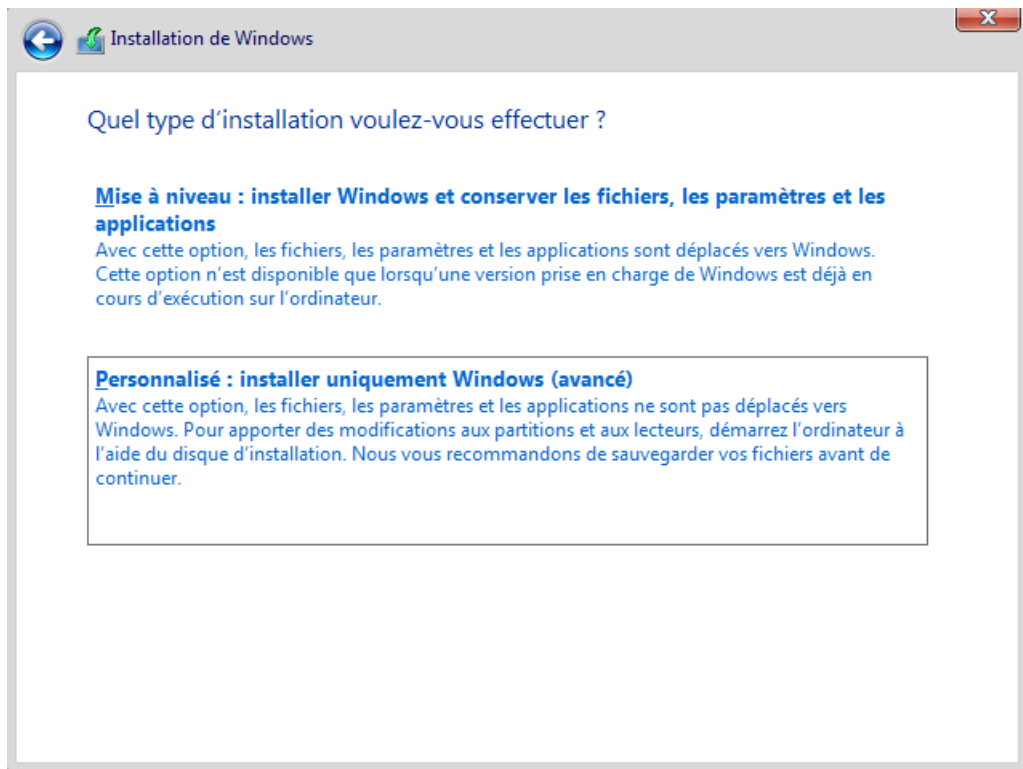 Installation de Windows
Quel type d’installation voulez-vous effectuer ?
Mise à niveau : installer Windows et conserver les fichiers, les paramètres et les
applications
Avec cette option, les fichiers, les paramètres et les applications sont déplacés vers Windows.
Cette option n’est disponible que lorsqu’une version prise en charge de Windows est déjà en
cours d’exécution sur l’ordinateur.
Personnalisé : installer uniquement Windows (avancé)
Avec cette option, les fichiers, les paramètres et les applications ne sont pas déplacés vers
Windows. Pour apporter des modifications aux partitions et aux lecteurs, démarrez l’ordinateur à
l’aide du disque d’installation. Nous vous recommandons de sauvegarder vos fichiers avant de
continuer.